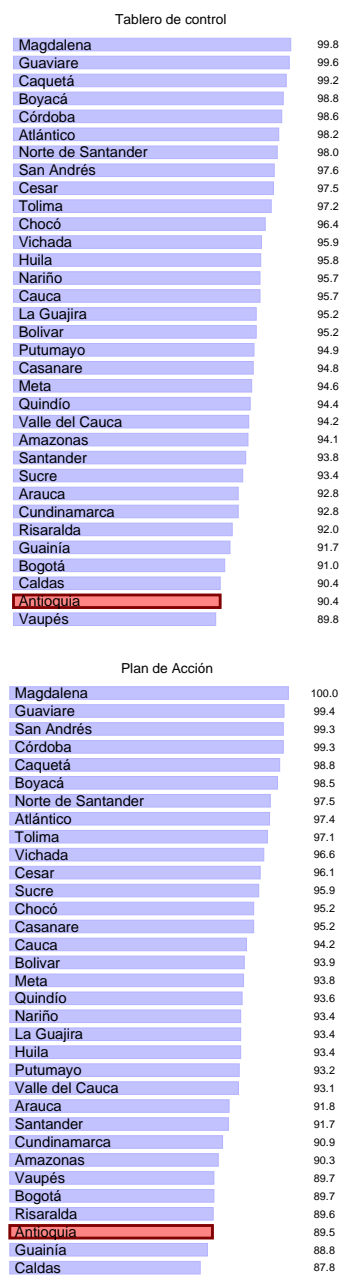 Tablero de control
Magdalena 99.8
Guaviare 99.6
Caquetá 99.2
Boyacá 98.8
Córdoba 98.6
Atlántico 98.2
Norte de Santander 98.0
San Andrés 97.6
Cesar 97.5
Tolima 97.2
Chocó 96.4
Vichada 95.9
Huila 95.8
Nariño 95.7
Cauca 95.7
La Guajira 95.2
Bolivar 95.2
Putumayo 94.9
Casanare 94.8
Meta 94.6
Quindío 94.4
Valle del Cauca 94.2
Amazonas 94.1
Santander 93.8
Sucre 93.4
Arauca 92.8
Cundinamarca 92.8
Risaralda 92.0
Guainía 91.7
Bogotá 91.0
Caldas 90.4
Antioquia 90.4
Vaupés 89.8
Plan de Acción
Magdalena 100.0
Guaviare 99.4
San Andrés 99.3
Córdoba 99.3
Caquetá 98.8
Boyacá 98.5
Norte de Santander 97.5
Atlántico 97.4
Tolima 97.1
Vichada 96.6
Cesar 96.1
Sucre 95.9
Chocó 95.2
Casanare 95.2
Cauca 94.2
Bolivar 93.9
Meta 93.8
Quindío 93.6
Nariño 93.4
La Guajira 93.4
Huila 93.4
Putumayo 93.2
Valle del Cauca 93.1
Arauca 91.8
Santander 91.7
Cundinamarca 90.9
Amazonas 90.3
Vaupés 89.7
Bogotá 89.7
Risaralda 89.6
Antioquia 89.5
Guainía 88.8
Caldas 87.8